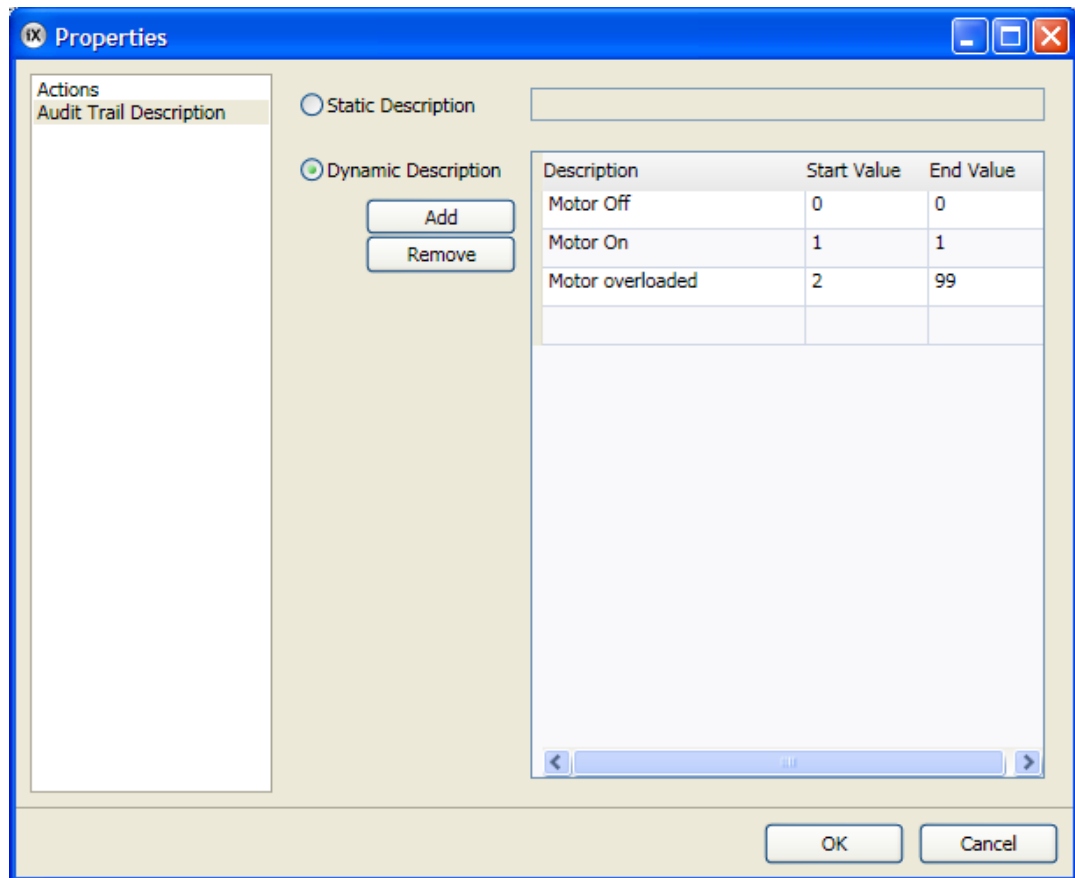 iX Properties
Actions
Audit Trail Description
Static Description
Dynamic Description
Add
Remove
Description Start Value End Value
Motor Off 0 0
Motor On 1 1
Motor overloaded 2 99
OK Cancel